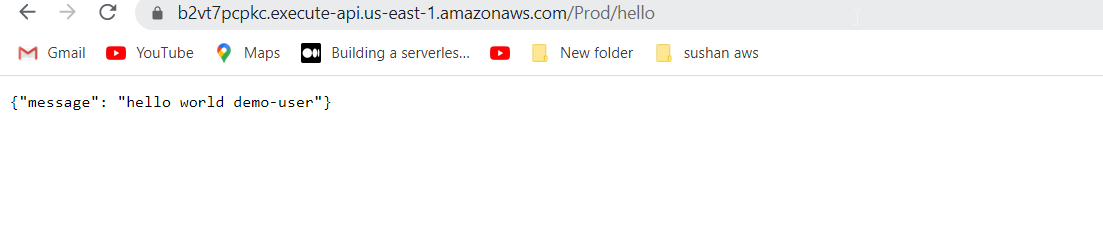 b2vt7pcpkc.execute-api.us-east-1.amazonaws.com/Prod/hello
Gmail YouTube Maps Building a serverles... New folder sushan aws
{"message": "hello world demo-user"}